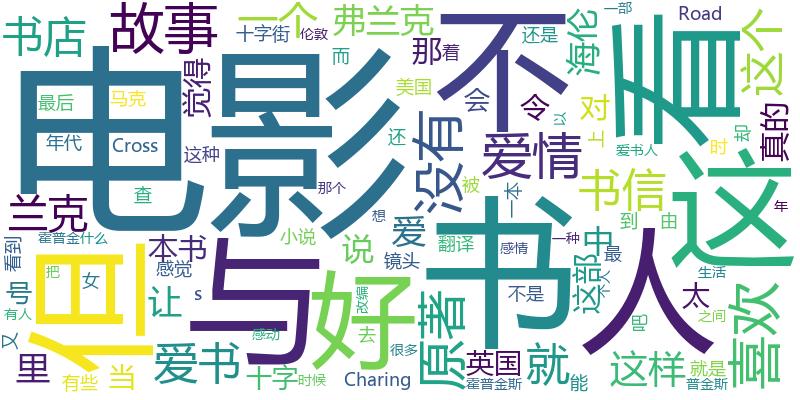 电影
看
不
书
人
这
与
但
好
故事
书店
一个
弗兰克
十字街
伦敦
而
觉得
那
着
还是
海伦
Road
一部
这个
最后
马克
年代
Cross
这种
美国
还
会
令
对
上
以
却
爱书人
时
真的
没有
爱情
书信
查
那个
被
一本
到
由
年
兰克
看到
霍普金什么
本书
感觉
小说
说
爱
镜头
翻译
想
感情
一种
中
这部
最
个人
生活
号
把
女
让
s
改编
不是
太
吧
之间
喜欢
又
有人
里
有些
当
爱书
感动
十字
时候
去
很多
Charing
原著
英国
霍普金斯
就
能
这样
就是
普金斯